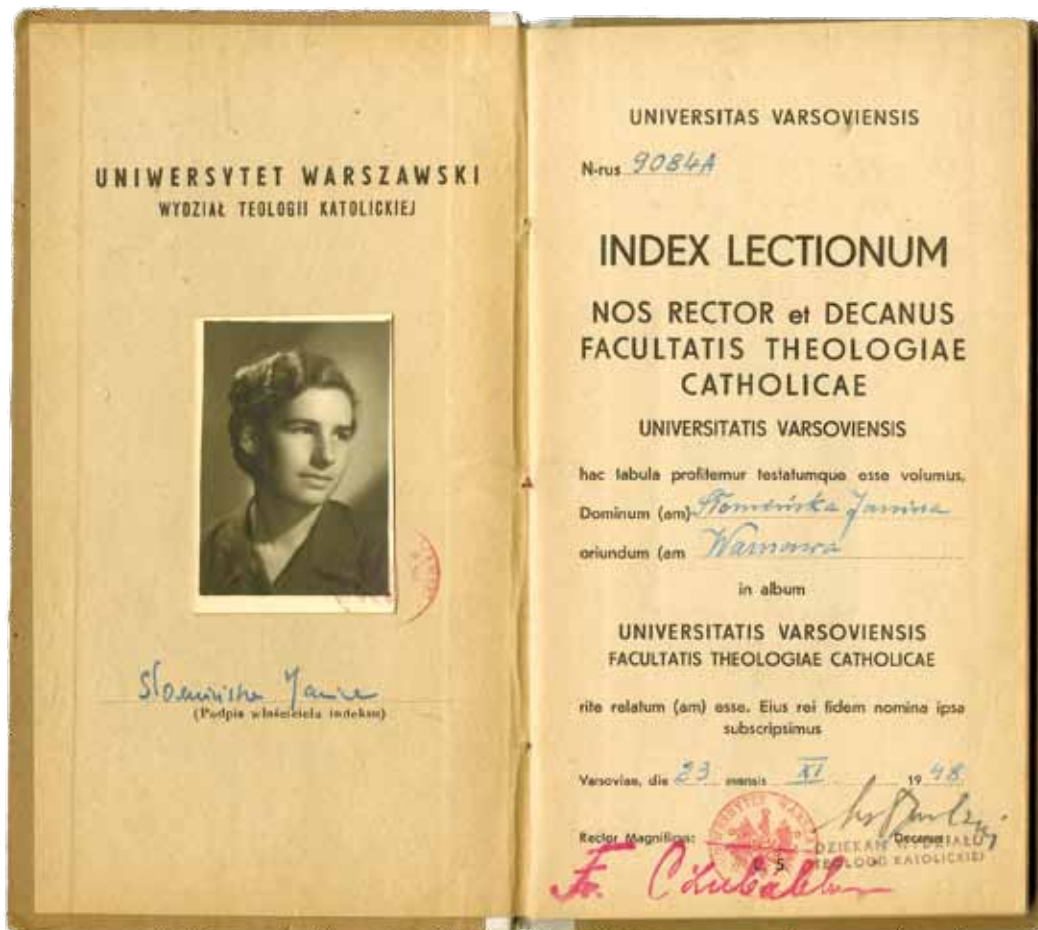 UNIWERSYTET WARSZAWSKI
WYDZIAŁ TEOLOGII KATOLICKIEJ
(Podpis właściciela indeksu)
UNIVERSITAS VARSOVIENSIS
N-rus 9084A
INDEX LECTIONUM
NOS RECTOR et DECANUS
FACULTATIS THEOLOGIAE
CATHOLICAE
UNIVERSITATIS VARSOVIENSIS
hac tabula profitemur testatumque esse volumus,
Dominum (am) Słomińska Janina
oriundum (am Warszawa
in album
UNIVERSITATIS VARSOVIENSIS
FACULTATIS THEOLOGIAE CATHOLICAE
rite relatum (am) esse. Eius rei fidem nomina ipsa
subscripsimus
Varsoviae, die 23 mensis XI 1948
Rector Magnificus: Decanus
L S
DZIEKAN WYDZIAŁU
TEOLOGII KATOLICKIEJ